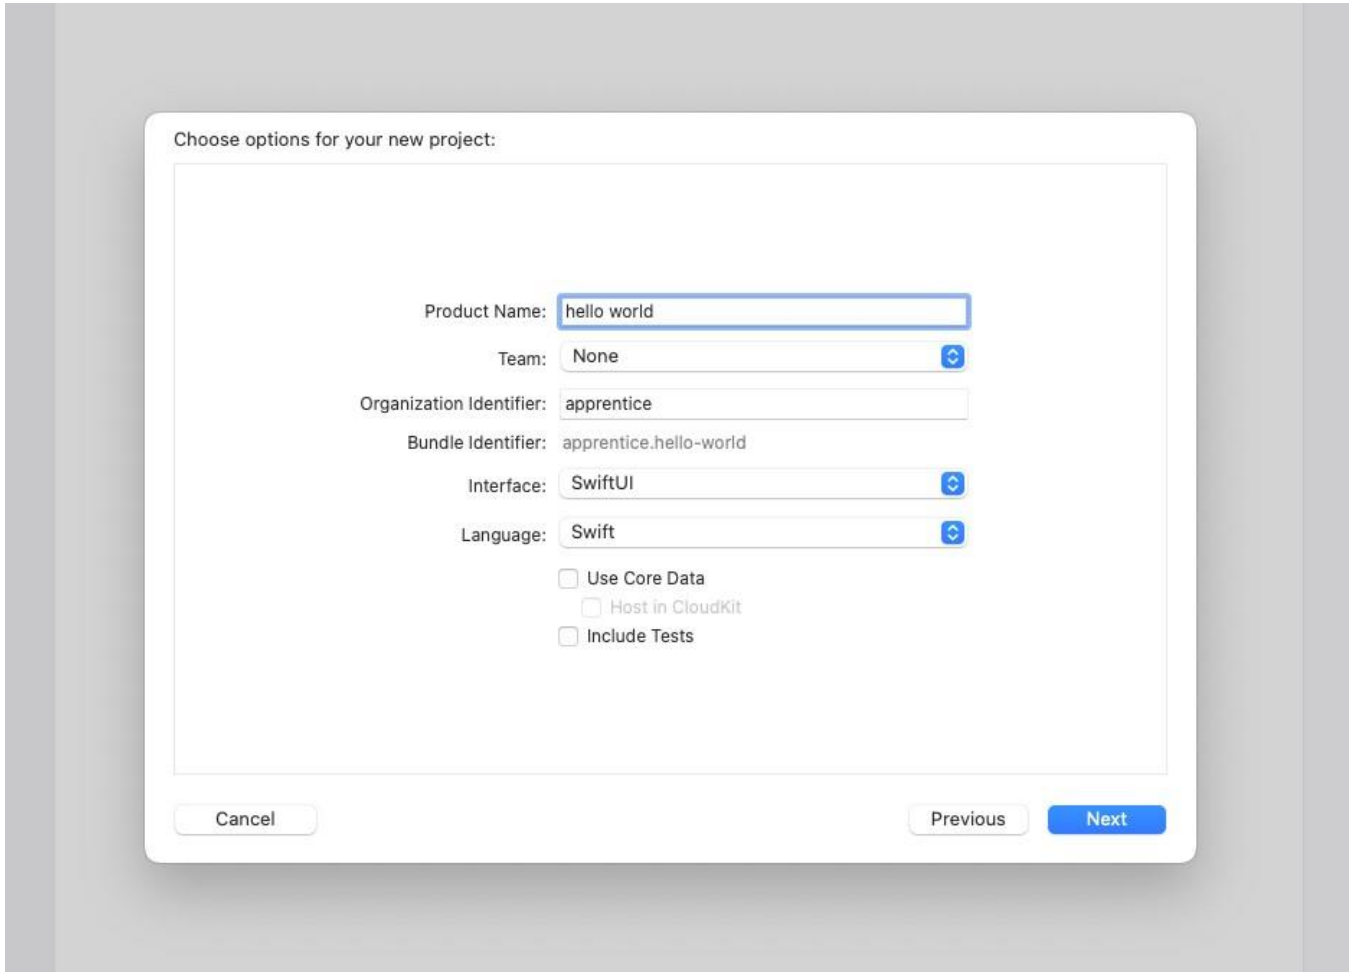 Choose options for your new project:
Product Name: hello world
Team: None
Organization Identifier: apprentice
Bundle Identifier: apprentice.hello-world
Interface: SwiftUI
Language: Swift
Use Core Data
Host in CloudKit
Include Tests
Cancel Previous Next